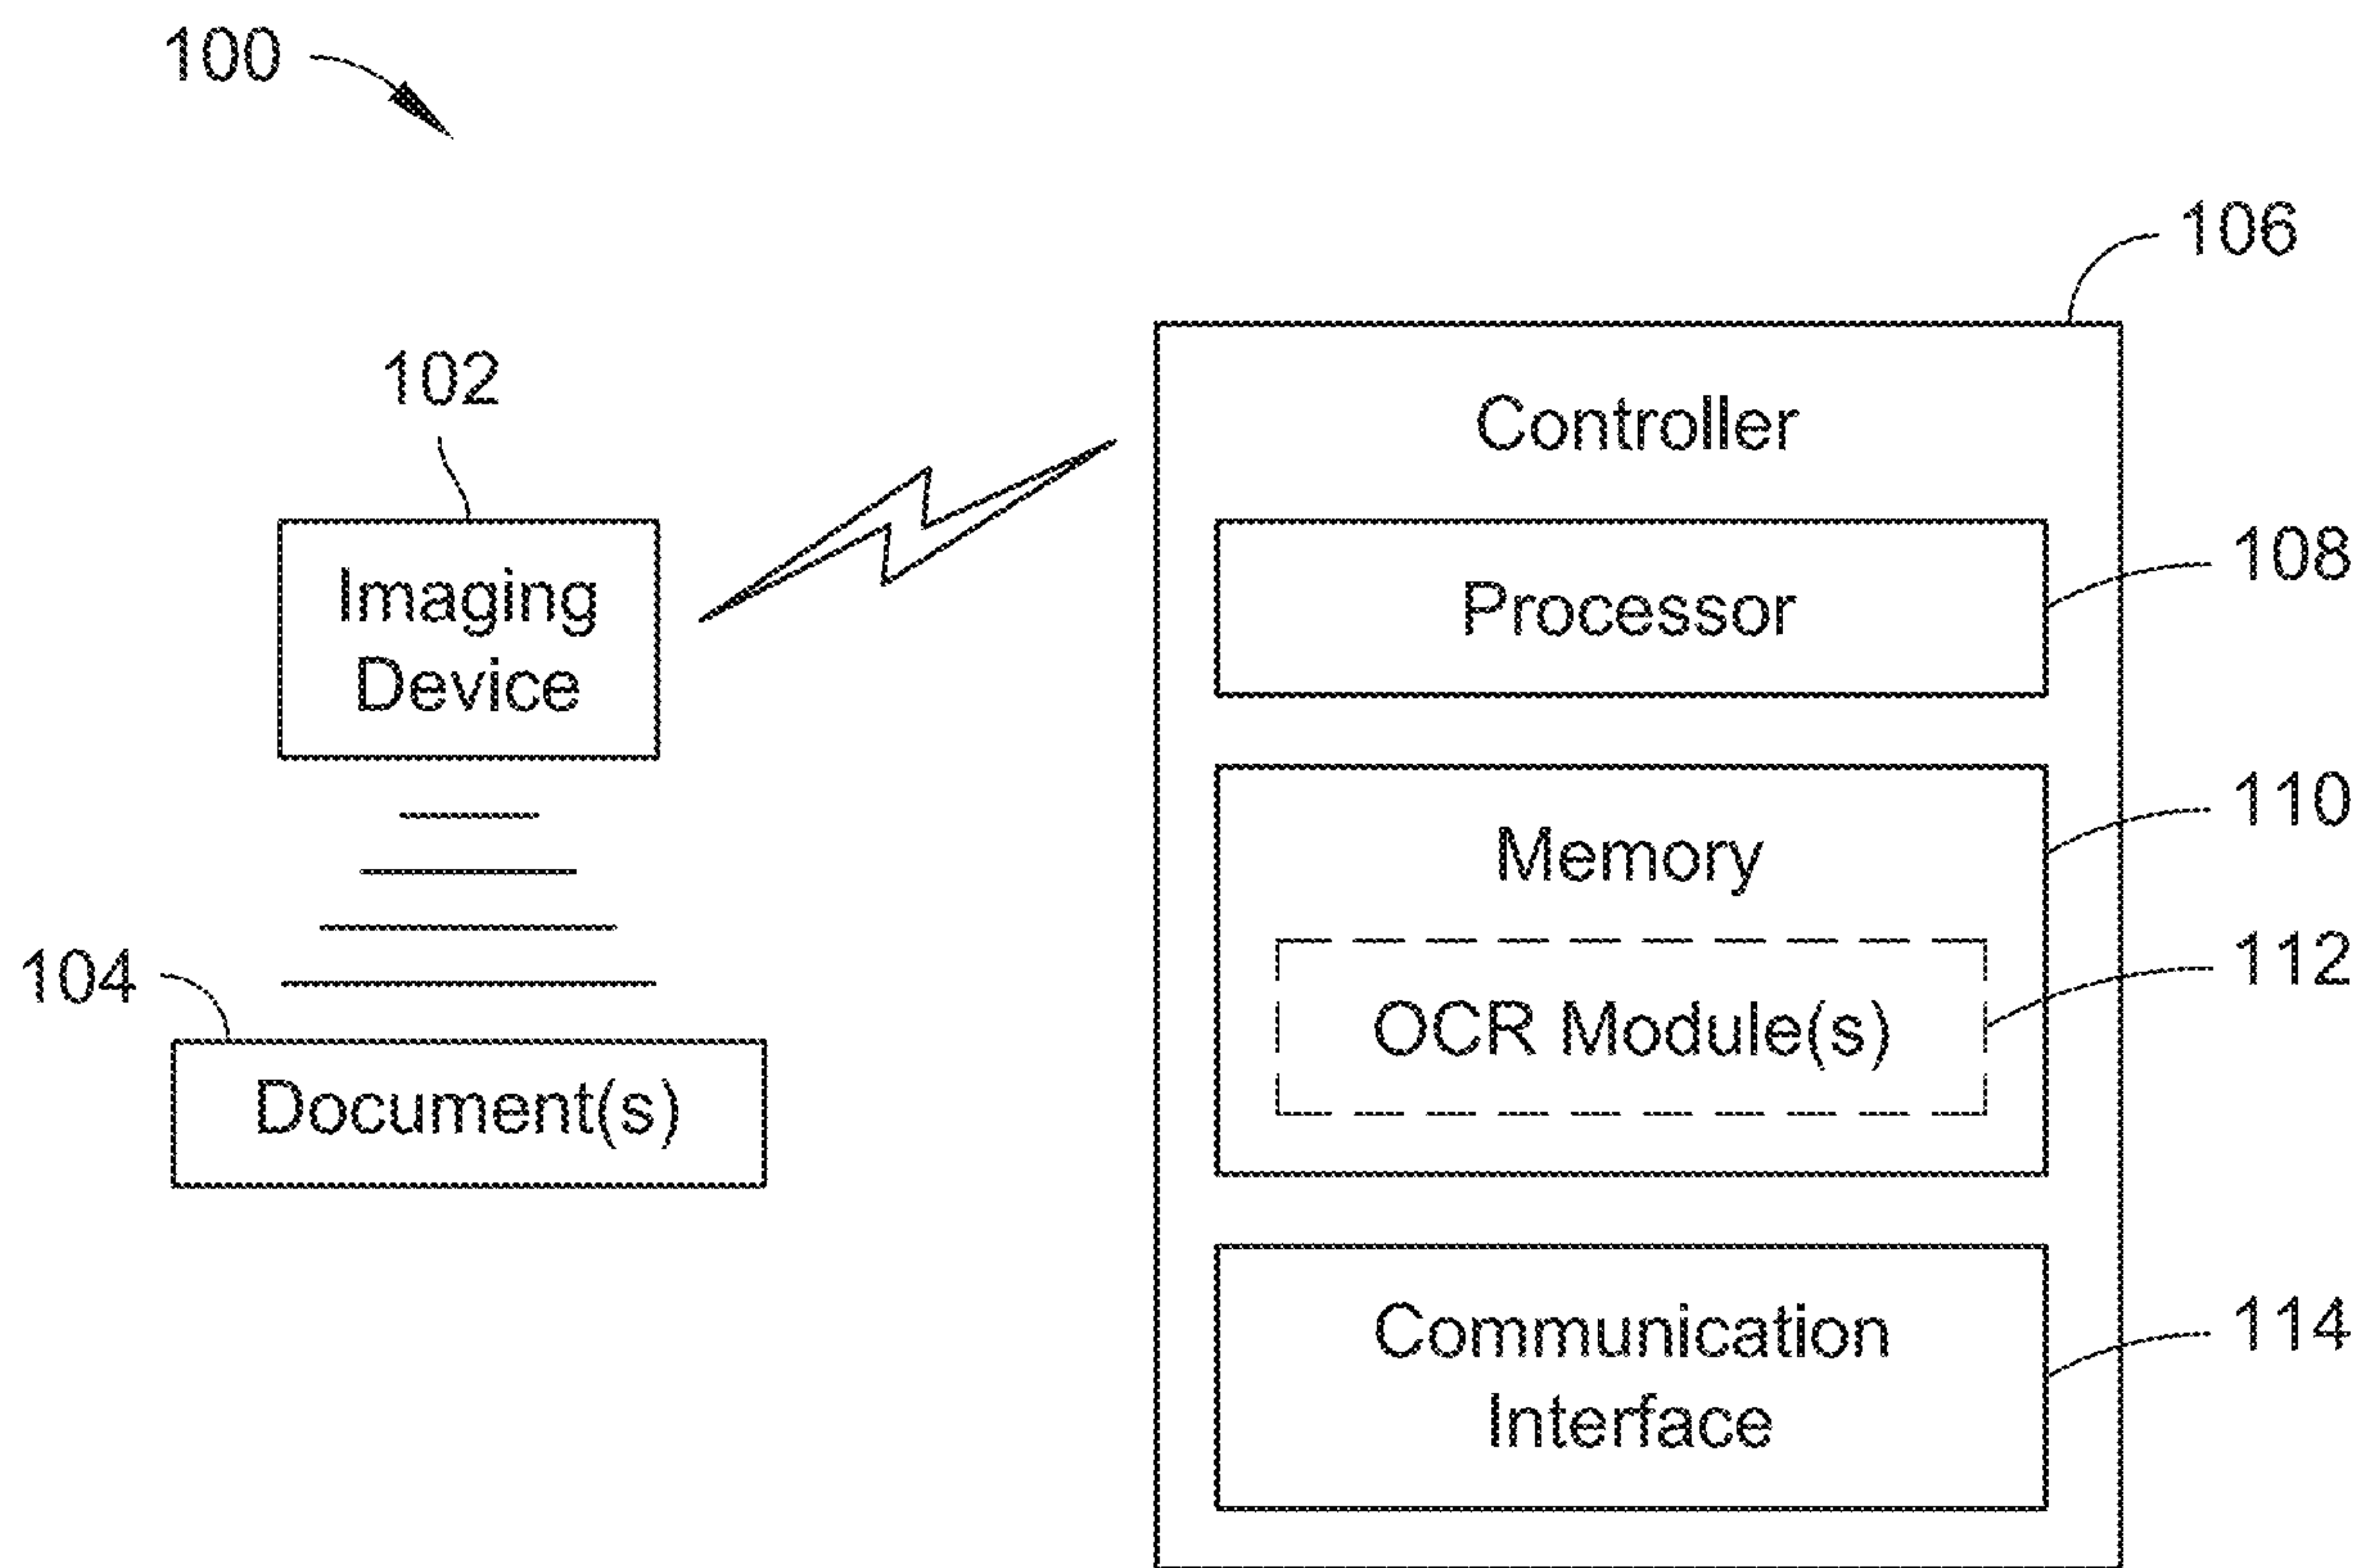 100
106
102
Controller
Imaging
Device
Processor
108
Memory
110
OCR Module(s)
112
104
Document(s)
Communication
Interface
114